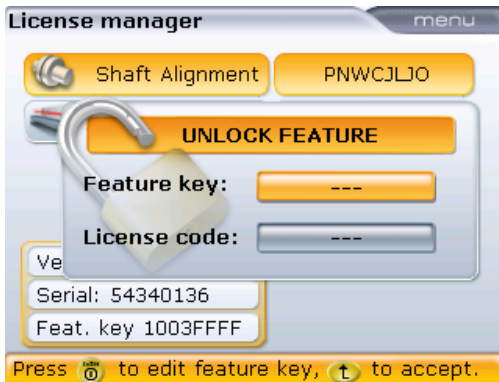 License manager
menu
Shaft Alignment
PNWCJLJO
UNLOCK FEATURE
Feature key:
---
License code:
---
Ve
Serial: 54340136
Feat. key 1003FFFF
Press to edit feature key, to accept.